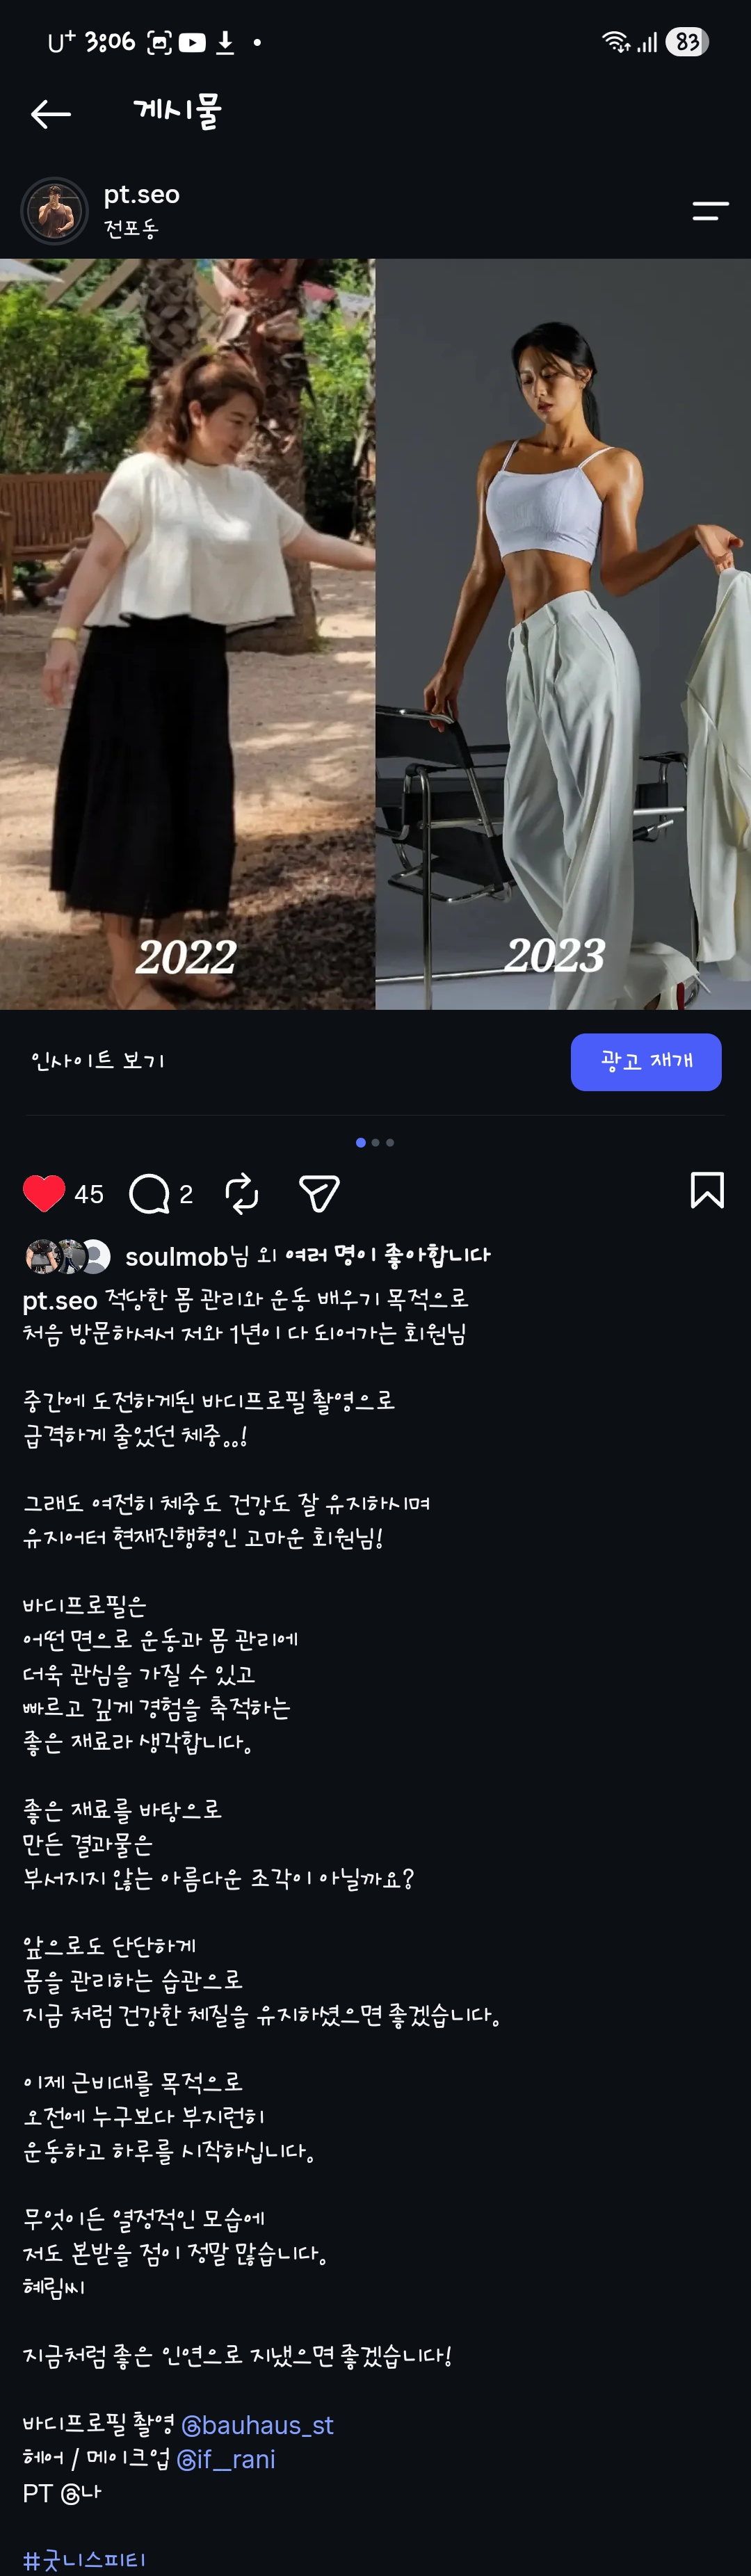 U+ 3:06 83
게시물
pt.seo
전포동
2022 2023
인사이트 보기 광고 재개
45 2
soulmob님 외 여러 명이 좋아합니다
pt.seo 적당한 몸 관리와 운동 배우기 목적으로
처음 방문하셔서 저와 1년이 다 되어가는 회원님
중간에 도전하게된 바디프로필 촬영으로
급격하게 줄었던 체중..!
그래도 여전히 체중도 건강도 잘 유지하시며
유지어터 현재진행형인 고마운 회원님!
바디프로필은
어떤 면으로 운동과 몸 관리에
더욱 관심을 가질 수 있고
빠르고 깊게 경험을 축적하는
좋은 재료라 생각합니다.
좋은 재료를 바탕으로
만든 결과물은
부서지지 않는 아름다운 조각이 아닐까요?
앞으로도 단단하게
몸을 관리하는 습관으로
지금 처럼 건강한 체질을 유지하셨으면 좋겠습니다.
이제 근비대를 목적으로
오전에 누구보다 부지런히
운동하고 하루를 시작하십니다.
무엇이든 열정적인 모습에
저도 본받을 점이 정말 많습니다.
혜림씨
지금처럼 좋은 인연으로 지냈으면 좋겠습니다!
바디프로필 촬영 @bauhaus_st
헤어 / 메이크업 @if__rani
PT @나
#굿니스피티